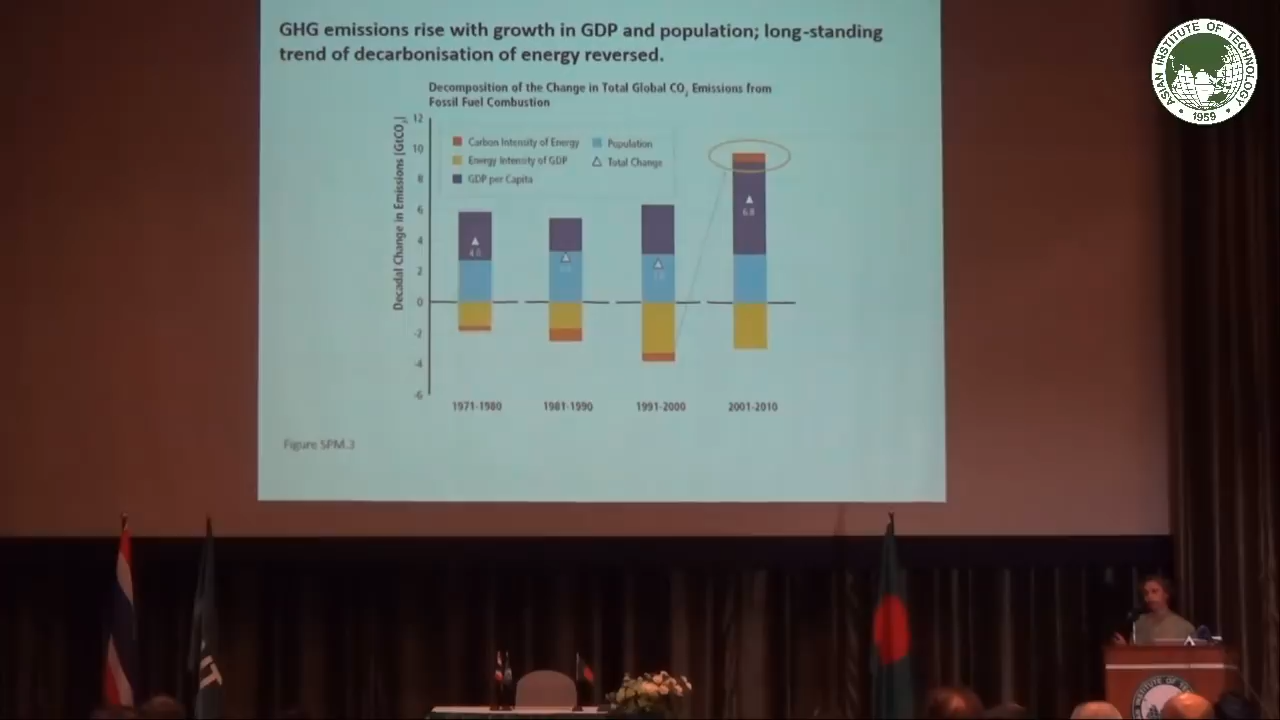 GHG emissions rise with growth in GDP and population; long-standing
trend of decarbonisation of energy reversed.
Decomposition of the Change in Total Global CO₂ Emissions from
Fossil Fuel Combustion
Decadal Change in Emissions [GtCO₂]
12
10
8
6
4
2
0
-2
-4
-6
Carbon Intensity of Energy
Population
Energy Intensity of GDP
Total Change
GDP per Capita
4.0
6.8
1971-1980
1981-1990
1991-2000
2001-2010
Figure SPM.3
ASIAN INSTITUTE OF TECHNOLOGY
1959